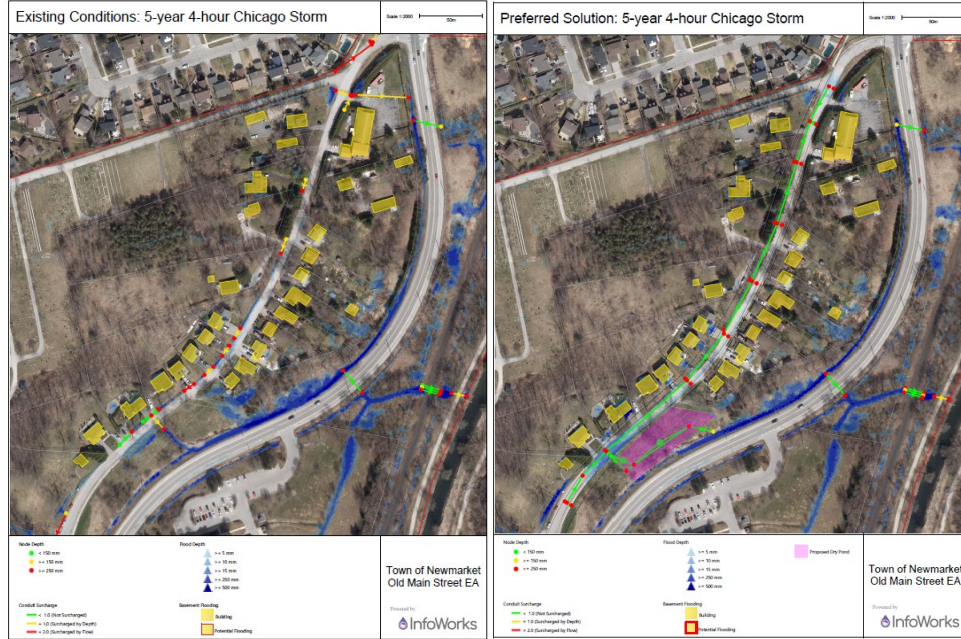 Existing Conditions: 5-year 4-hour Chicago Storm
Scale 1:2000
50m
Node Depth
< 150 mm
>= 150 mm
>= 250 mm
Flood Depth
>= 5 mm
>= 10 mm
>= 15 mm
>= 250 mm
>= 500 mm
Conduit Surcharge
< 1.0 (Not Surcharged)
= 1.0 (Surcharged by Depth)
= 2.0 (Surcharged by Flow)
Basement Flooding
Building
Potential Flooding
Town of Newmarket
Old Main Street EA
Powered by
InfoWorks
Preferred Solution: 5-year 4-hour Chicago Storm
Scale 1:2000
50m
Node Depth
< 150 mm
>= 150 mm
>= 250 mm
Flood Depth
>= 5 mm
>= 10 mm
>= 15 mm
>= 250 mm
>= 500 mm
Proposed Dry Pond
Conduit Surcharge
< 1.0 (Not Surcharged)
= 1.0 (Surcharged by Depth)
= 2.0 (Surcharged by Flow)
Basement Flooding
Building
Potential Flooding
Town of Newmarket
Old Main Street EA
Powered by
InfoWorks